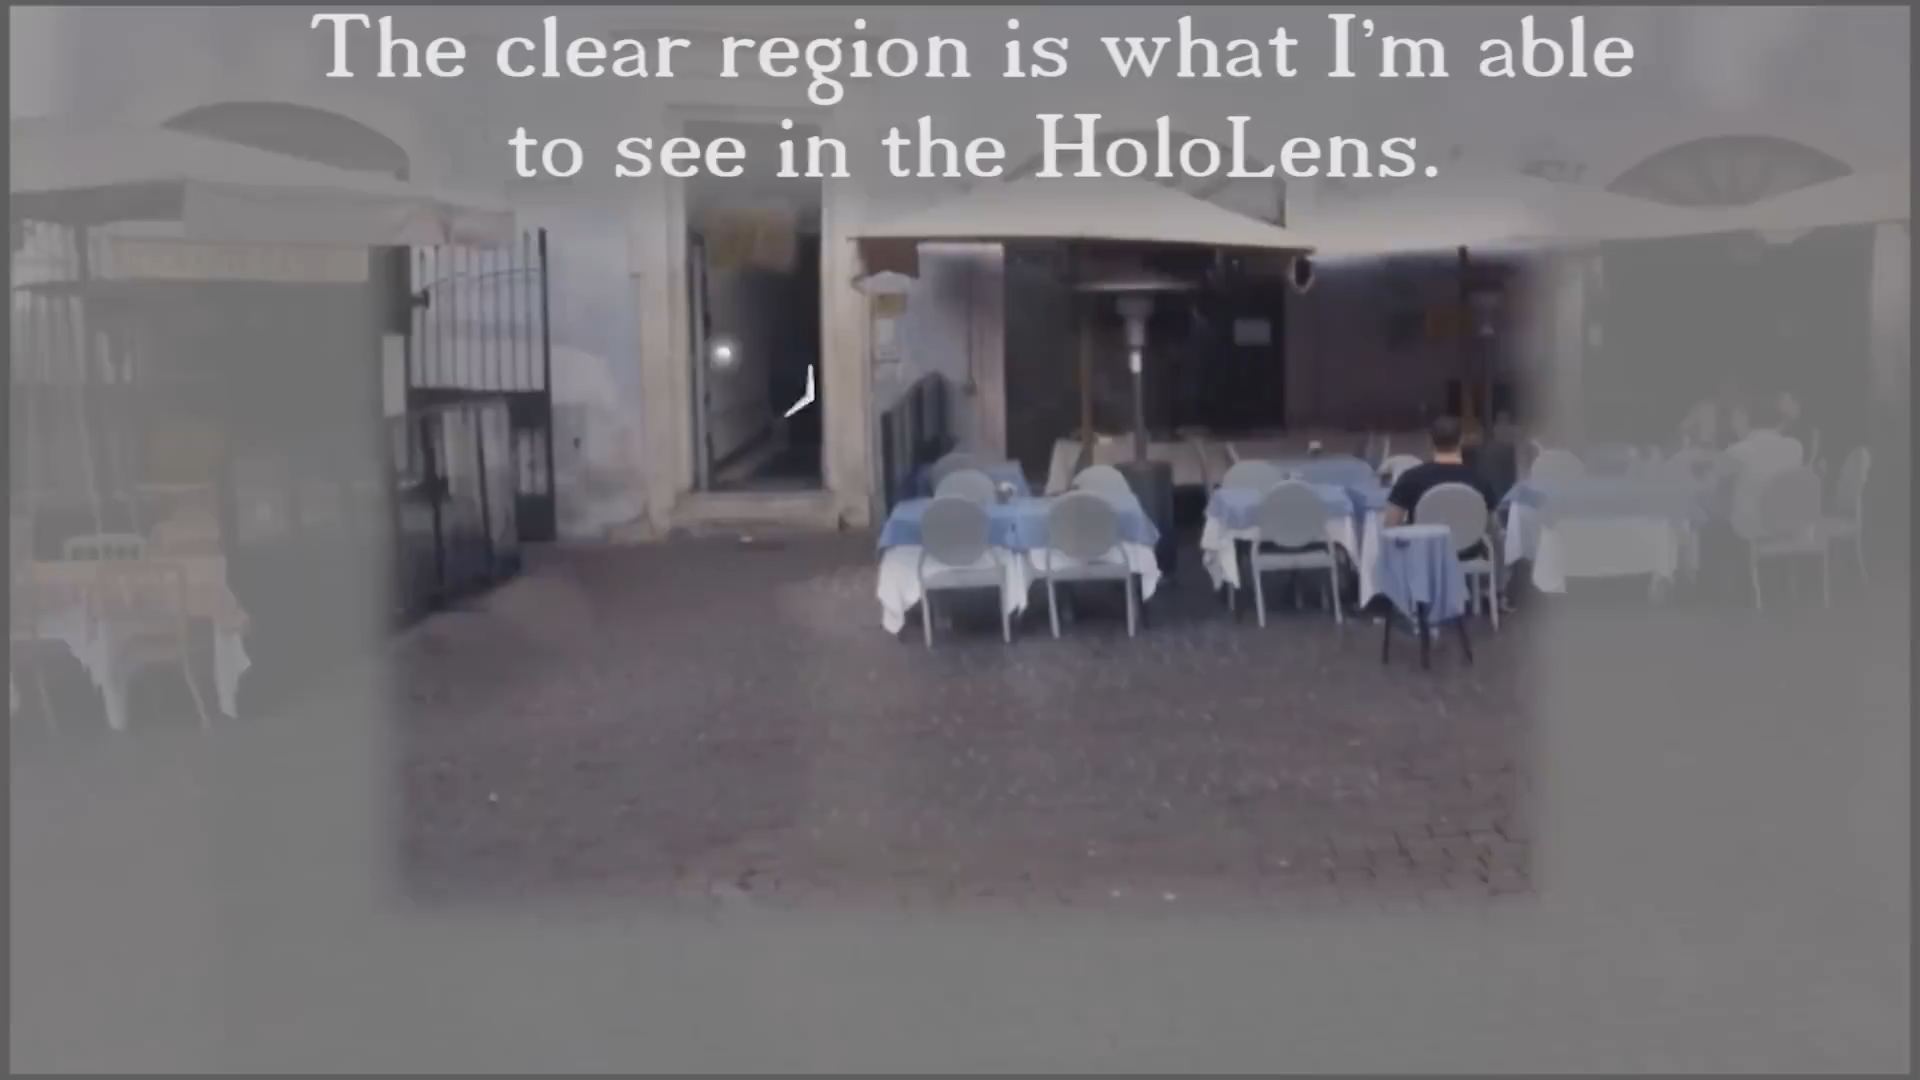 The clear region is what I'm able
to see in the HoloLens.